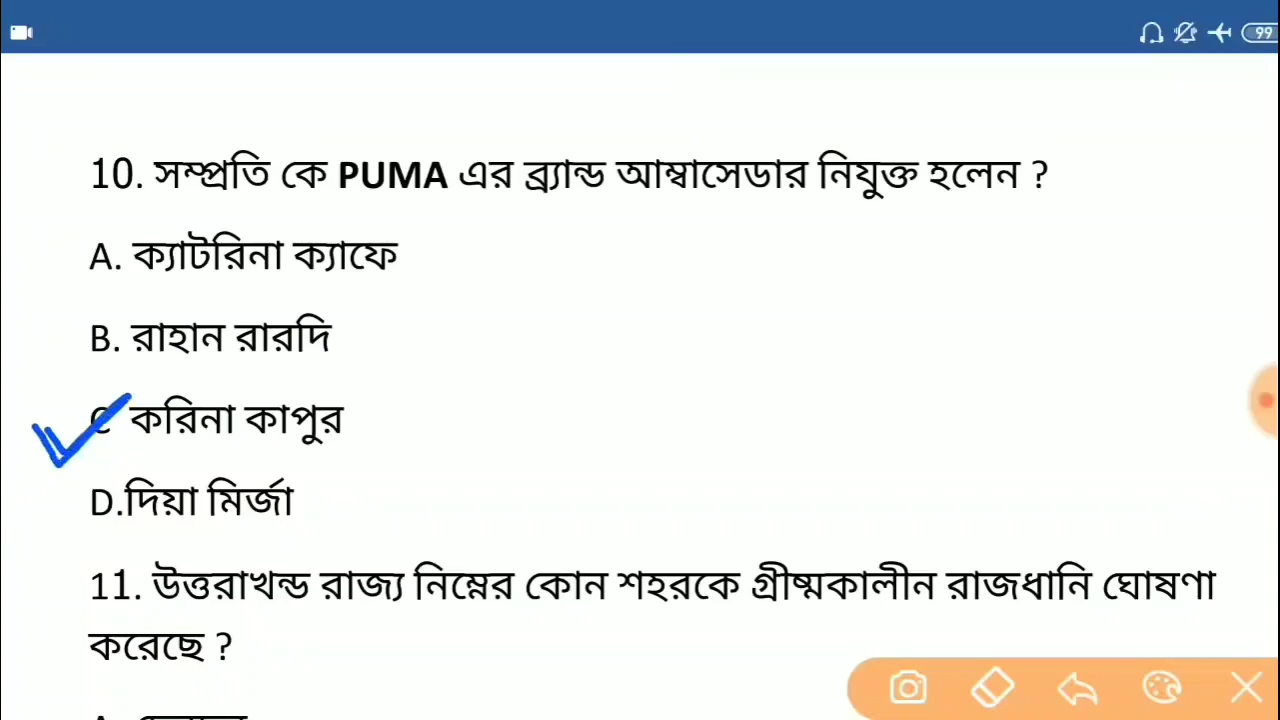 99
10. সম্প্রতি কে PUMA এর ব্র্যান্ড আম্বাসেডার নিযুক্ত হলেন ?
A. ক্যাটরিনা ক্যাফে
B. রাহান রারদি
C করিনা কাপুর
D.দিয়া মির্জা
11. উত্তরাখন্ড রাজ্য নিম্নের কোন শহরকে গ্রীষ্মকালীন রাজধানি ঘোষণা
করেছে ?
A.